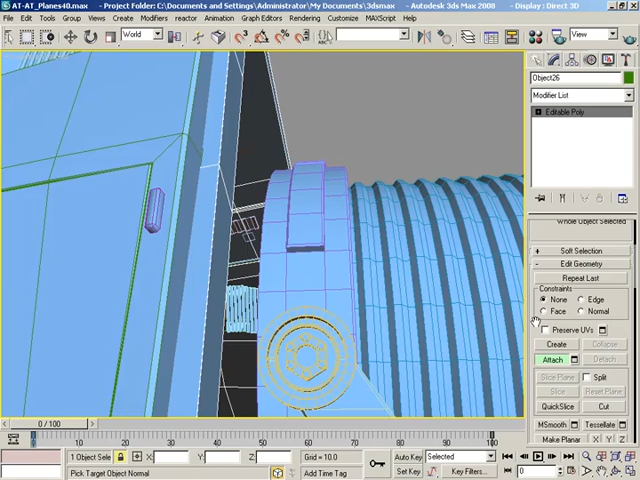 AT-AT_Planes40.max - Project Folder: C:\Documents and Settings\Administrator\My Documents\3dsmax - Autodesk 3ds Max 2008 - Display : Direct 3D
File Edit Tools Group Views Create Modifiers reactor Animation Graph Editors Rendering Customize MAXScript Help
World View
Object26
Modifier List
Editable Poly
Whole Object Selected
+ Soft Selection
- Edit Geometry
Repeat Last
Constraints
None Edge
Face Normal
Preserve UVs
Create Collapse
Attach Detach
Slice Plane Split
Slice Reset Plane
QuickSlice Cut
MSmooth Tessellate
Make Planar X Y Z
0 / 100
0 10 20 30 40 50 60 70 80 90 100
1 Object Sele X: Y: Z: Grid = 10.0 Auto Key Selected
Pick Target Object Normal Add Time Tag Set Key Key Filters... 0